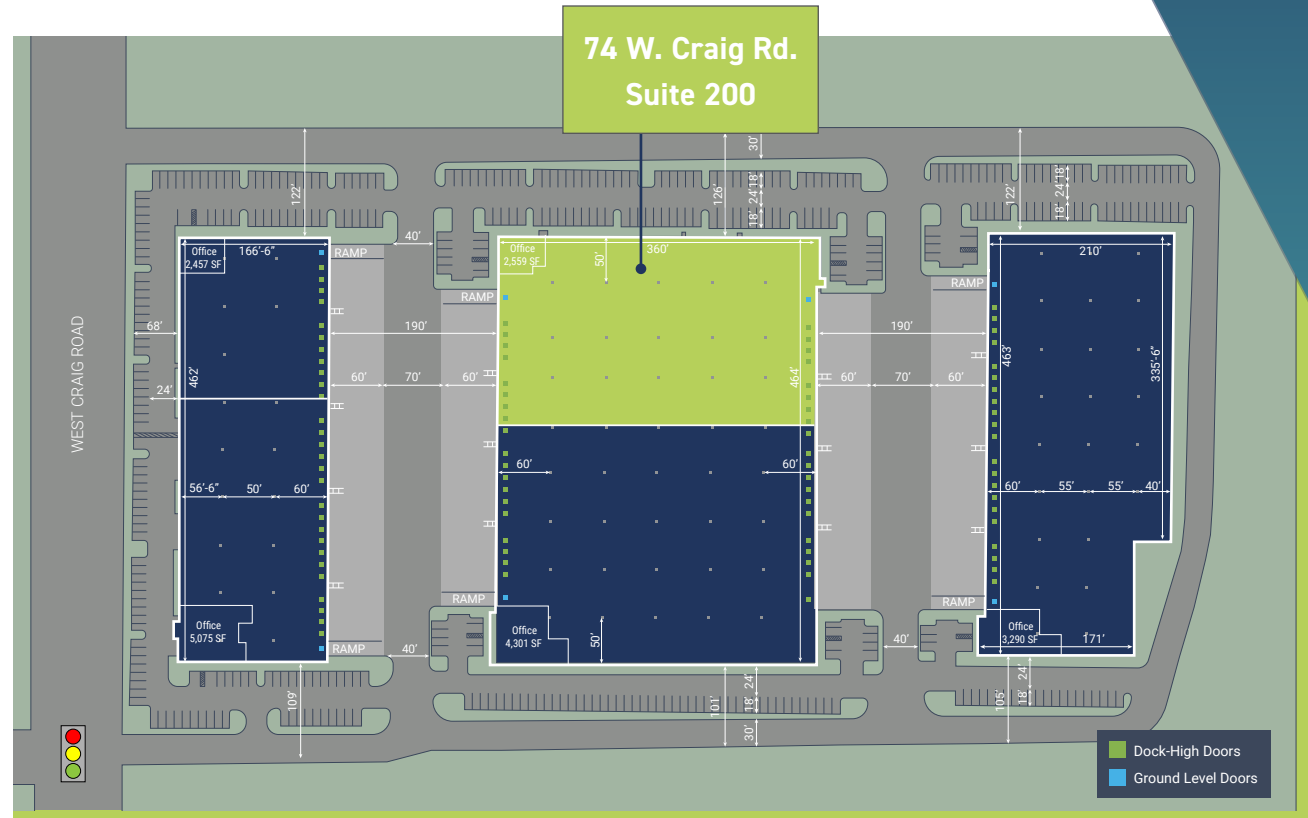 74 W. Craig Rd.
Suite 200
30'
122'
126'
18'
24'
18'
122'
18'
24'
18'
40'
Office
2,457 SF
166'-6"
RAMP
Office
2,559 SF
360'
50'
210'
RAMP
RAMP
WEST CRAIG ROAD
68'
190'
190'
462'
464'
463'
335'-6"
24'
60'
70'
60'
60'
70'
60'
56'-6"
50'
60'
60'
60'
60'
55'
55'
40'
RAMP
RAMP
Office
5,075 SF
Office
4,301 SF
50'
Office
3,290 SF
171'
RAMP
40'
40'
109'
101'
24'
18'
30'
105'
24'
18'
Dock-High Doors
Ground Level Doors